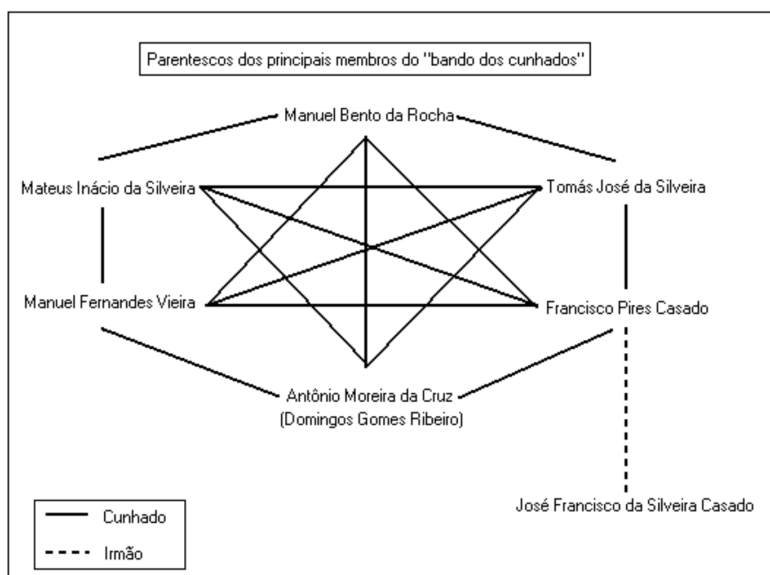 Parentescos dos principais membros do "bando dos cunhados"
Manuel Bento da Rocha
Mateus Inácio da Silveira
Tomás José da Silveira
Manuel Fernandes Vieira
Francisco Pires Casado
Antônio Moreira da Cruz
(Domingos Gomes Ribeiro)
José Francisco da Silveira Casado
Cunhado
Irmão